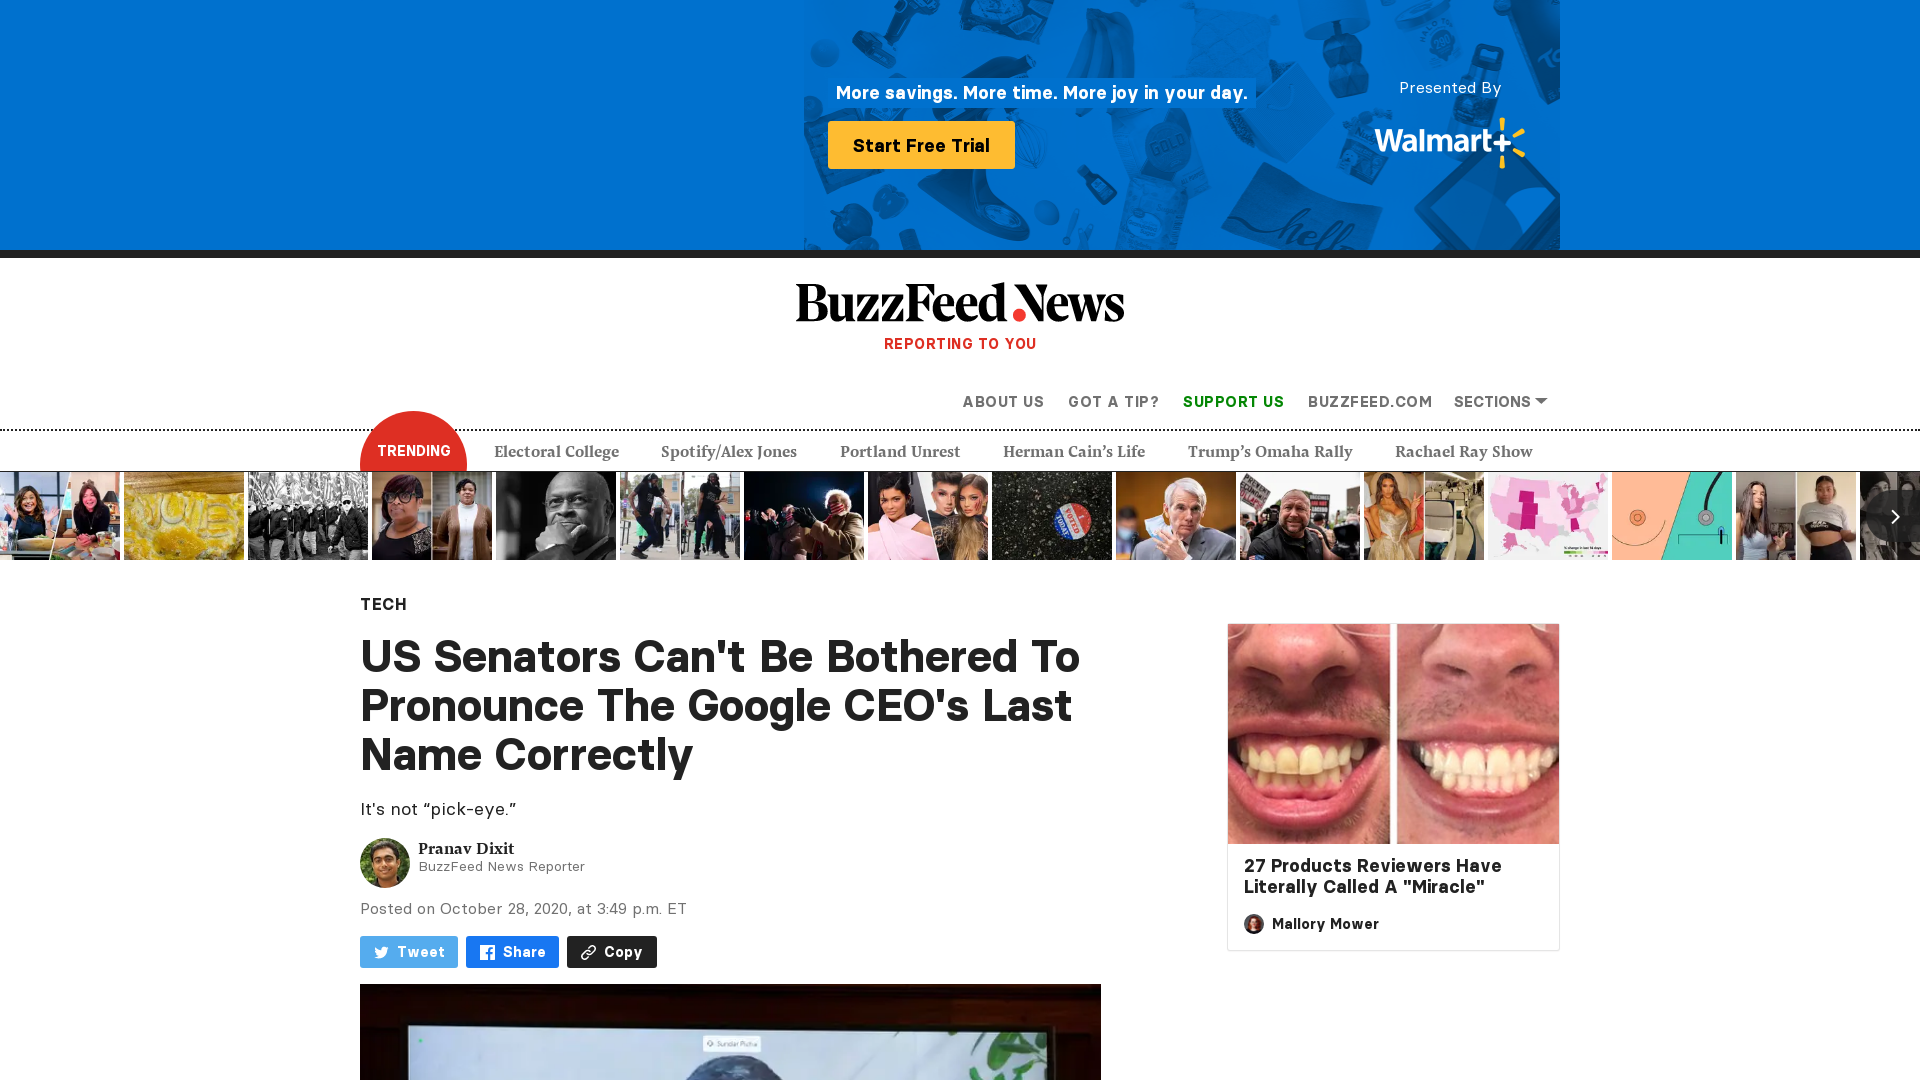 More savings. More time. More joy in your day.
Start Free Trial
Presented By
Walmart+
hello
BuzzFeed News
REPORTING TO YOU
ABOUT US
GOT A TIP?
SUPPORT US
BUZZFEED.COM
SECTIONS
TRENDING
Electoral College
Spotify/Alex Jones
Portland Unrest
Herman Cain’s Life
Trump’s Omaha Rally
Rachael Ray Show
TECH
US Senators Can't Be Bothered To
Pronounce The Google CEO's Last
Name Correctly
It's not “pick-eye.”
Pranav Dixit
BuzzFeed News Reporter
Posted on October 28, 2020, at 3:49 p.m. ET
Tweet
Share
Copy
Sundar Pichai
27 Products Reviewers Have
Literally Called A "Miracle"
Mallory Mower